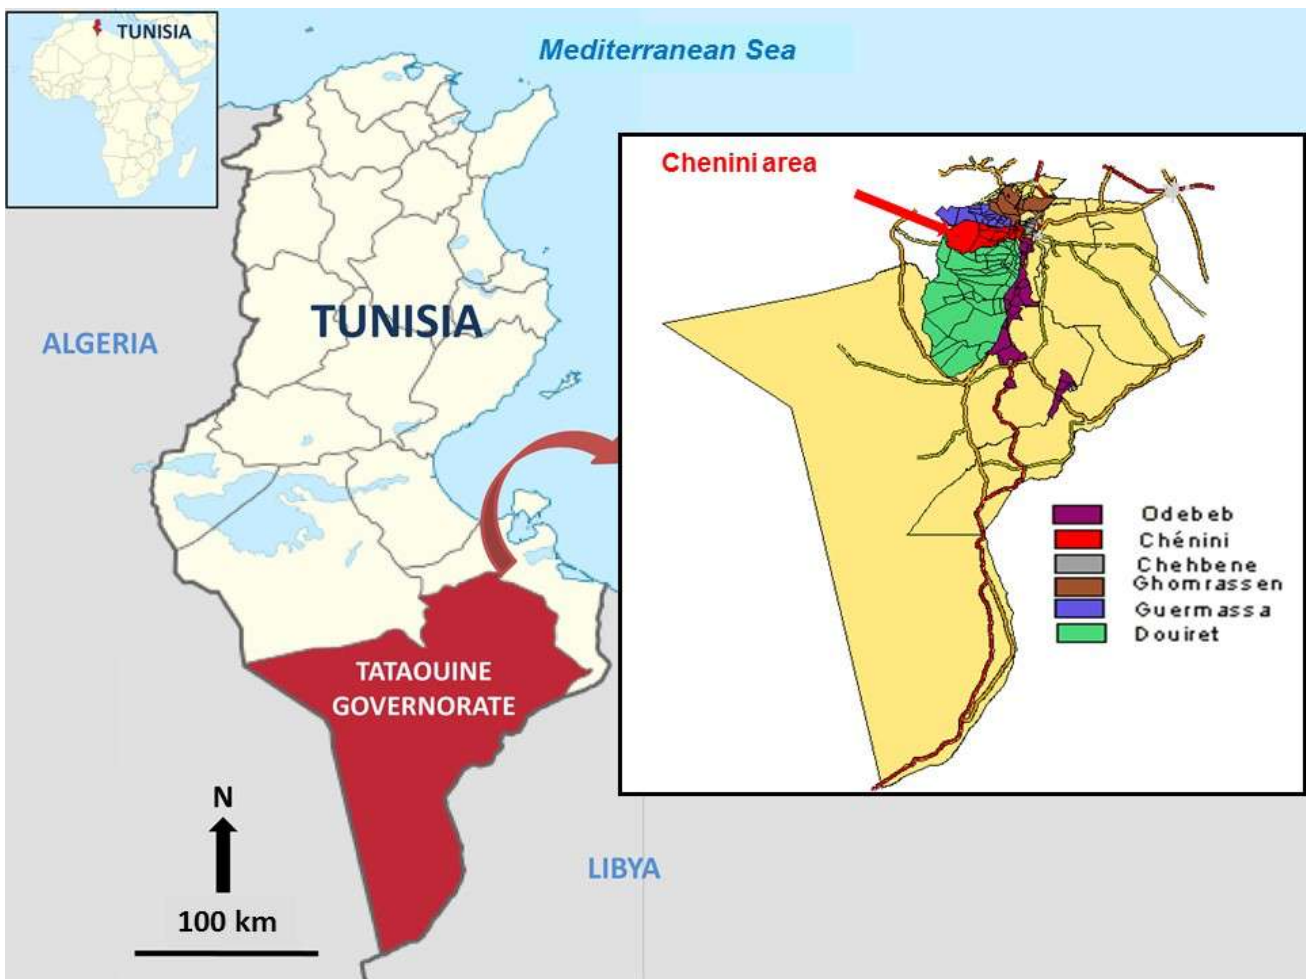 TUNISIA
Mediterranean Sea
Chenini area
ALGERIA
TUNISIA
TATAOUINE
GOVERNORATE
N
100 km
LIBYA
Odebeb
Chénini
Chehbene
Ghomrassen
Guermassa
Douiret